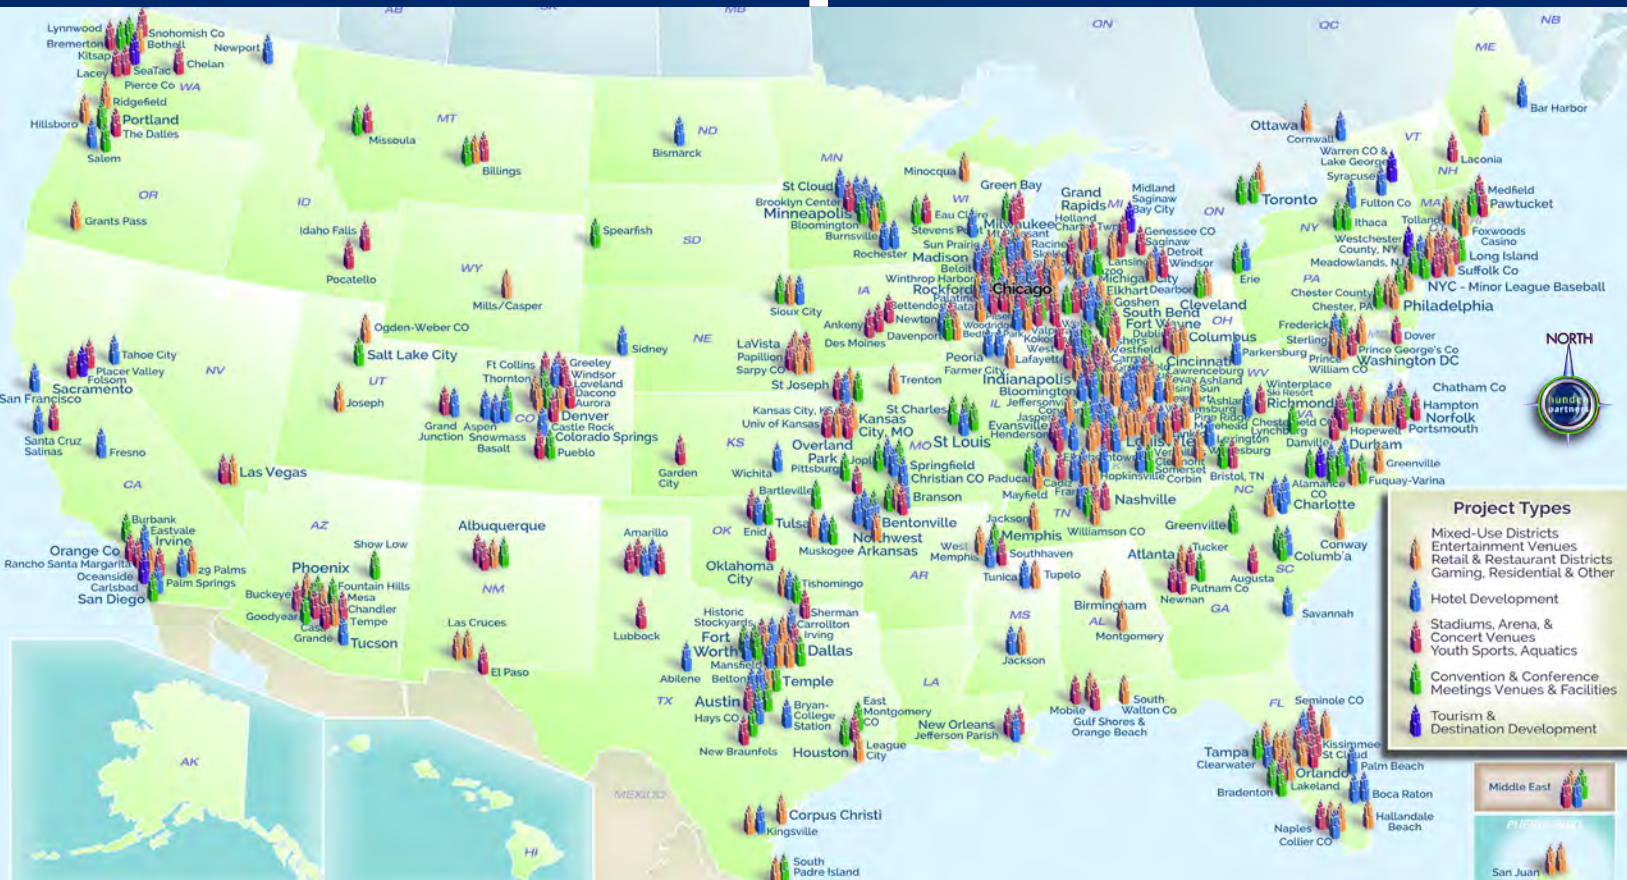 AB
SK
MB
ON
QC
NB
ME
Lynnwood
Snohomish Co
Bremerton
Bothell
Newport
Kitsap
SeaTac
Chelan
Lacey
Pierce Co
WA
Ridgefield
Hillsboro
Portland
The Dalles
Salem
OR
Grants Pass
MT
Missoula
Billings
ND
Bismarck
ID
Idaho Falls
Pocatello
WY
Mills/Casper
Spearfish
SD
MN
St Cloud
Brooklyn Center
Minneapolis
Bloomington
Burnsville
Rochester
Minocqua
WI
Eau Claire
Green Bay
Stevens Point
Milwaukee
Sun Prairie
Racine
Madison
Beloit
Winthrop Harbor
Rockford
Chicago
Grand
Rapids
Holland
MI
Midland
Saginaw
Bay City
Genessee CO
Saginaw
Detroit
Windsor
Lansing
Michigan City
Elkhart
Dearborn
Goshen
South Bend
Fort Wayne
Cleveland
OH
Columbus
Cincinnati
Lawrenceburg
ON
Toronto
Ottawa
Cornwall
Warren CO &
Lake George
Syracuse
Fulton Co
Ithaca
NY
VT
NH
Laconia
Bar Harbor
Medfield
Pawtucket
MA
Tolland
Foxwoods
Casino
Westchester
County, NY
Meadowlands, NJ
Long Island
Suffolk Co
NYC - Minor League Baseball
Erie
PA
Chester County
Chester, PA
Philadelphia
Frederick
Sterling
Dover
Prince George's Co
Washington DC
Prince
William CO
Parkersburg
WV
Winterplace
Ski Resort
Richmond
VA
Chatham Co
Hampton
Norfolk
Portsmouth
Hopewell
Danville
Durham
Greenville
Fuquay-Varina
Alamance
CO
NC
Charlotte
Bristol, TN
Conway
Greenville
Columb'a
SC
Tahoe City
Placer Valley
Folsom
Sacramento
San Francisco
Santa Cruz
Salinas
Fresno
NV
CA
Las Vegas
Ogden-Weber CO
Salt Lake City
UT
Joseph
Ft Collins
Greeley
Windsor
Thornton
Loveland
Dacono
Aurora
Denver
CO
Castle Rock
Colorado Springs
Pueblo
Grand
Junction
Aspen
Snowmass
Basalt
Sidney
NE
LaVista
Papillion
Sarpy CO
St Joseph
Sioux City
IA
Ankeny
Des Moines
Newton
Davenport
Bettendorf
Trenton
Kansas City, KS
Univ of Kansas
Kansas
City, MO
Overland
Park
KS
Garden
City
Wichita
Pittsburg
Joplin
MO
St Charles
St Louis
Springfield
Christian CO
Branson
Peoria
Farmer City
Lafayette
IL
Indianapolis
Bloomington
Jeffersonville
Jasper
Evansville
Henderson
Louisville
Lexington
Somerset
Corbin
Hopkinsville
Paducah
Mayfield
Cadiz
Nashville
TN
Williamson CO
Burbank
Eastvale
Irvine
Orange Co
Rancho Santa Margarita
Oceanside
Carlsbad
San Diego
29 Palms
Palm Springs
AZ
Show Low
Phoenix
Fountain Hills
Buckeye
Mesa
Goodyear
Chandler
Tempe
Casa
Grande
Tucson
Albuquerque
NM
Las Cruces
El Paso
Amarillo
Lubbock
OK
Bartleville
Enid
Tulsa
Muskogee
Oklahoma
City
Bentonville
Northwest
Arkansas
Tishomingo
Sherman
Historic
Stockyards
Carrollton
Irving
Fort
Worth
Dallas
Mansfield
Abilene
Belton
Temple
TX
Austin
Hays CO
Bryan-
College
Station
East
Montgomery
CO
New Braunfels
Houston
League
City
Corpus Christi
Kingsville
South
Padre Island
AR
Jackson
West
Memphis
Memphis
Southhaven
Tunica
Tupelo
MS
Jackson
LA
New Orleans
Jefferson Parish
AL
Birmingham
Montgomery
Mobile
Gulf Shores &
Orange Beach
South
Walton Co
Atlanta
Tucker
Putnam Co
Newnan
Augusta
GA
Savannah
FL
Seminole CO
Tampa
Clearwater
Kissimmee
St Cloud
Palm Beach
Orlando
Lakeland
Bradenton
Boca Raton
Naples
Collier CO
Hallandale
Beach
AK
HI
MEXICO
NORTH
hunden
partners
Project Types
Mixed-Use Districts
Entertainment Venues
Retail & Restaurant Districts
Gaming, Residential & Other
Hotel Development
Stadiums, Arena, &
Concert Venues
Youth Sports, Aquatics
Convention & Conference
Meetings Venues & Facilities
Tourism &
Destination Development
Middle East
PUERTO RICO
San Juan